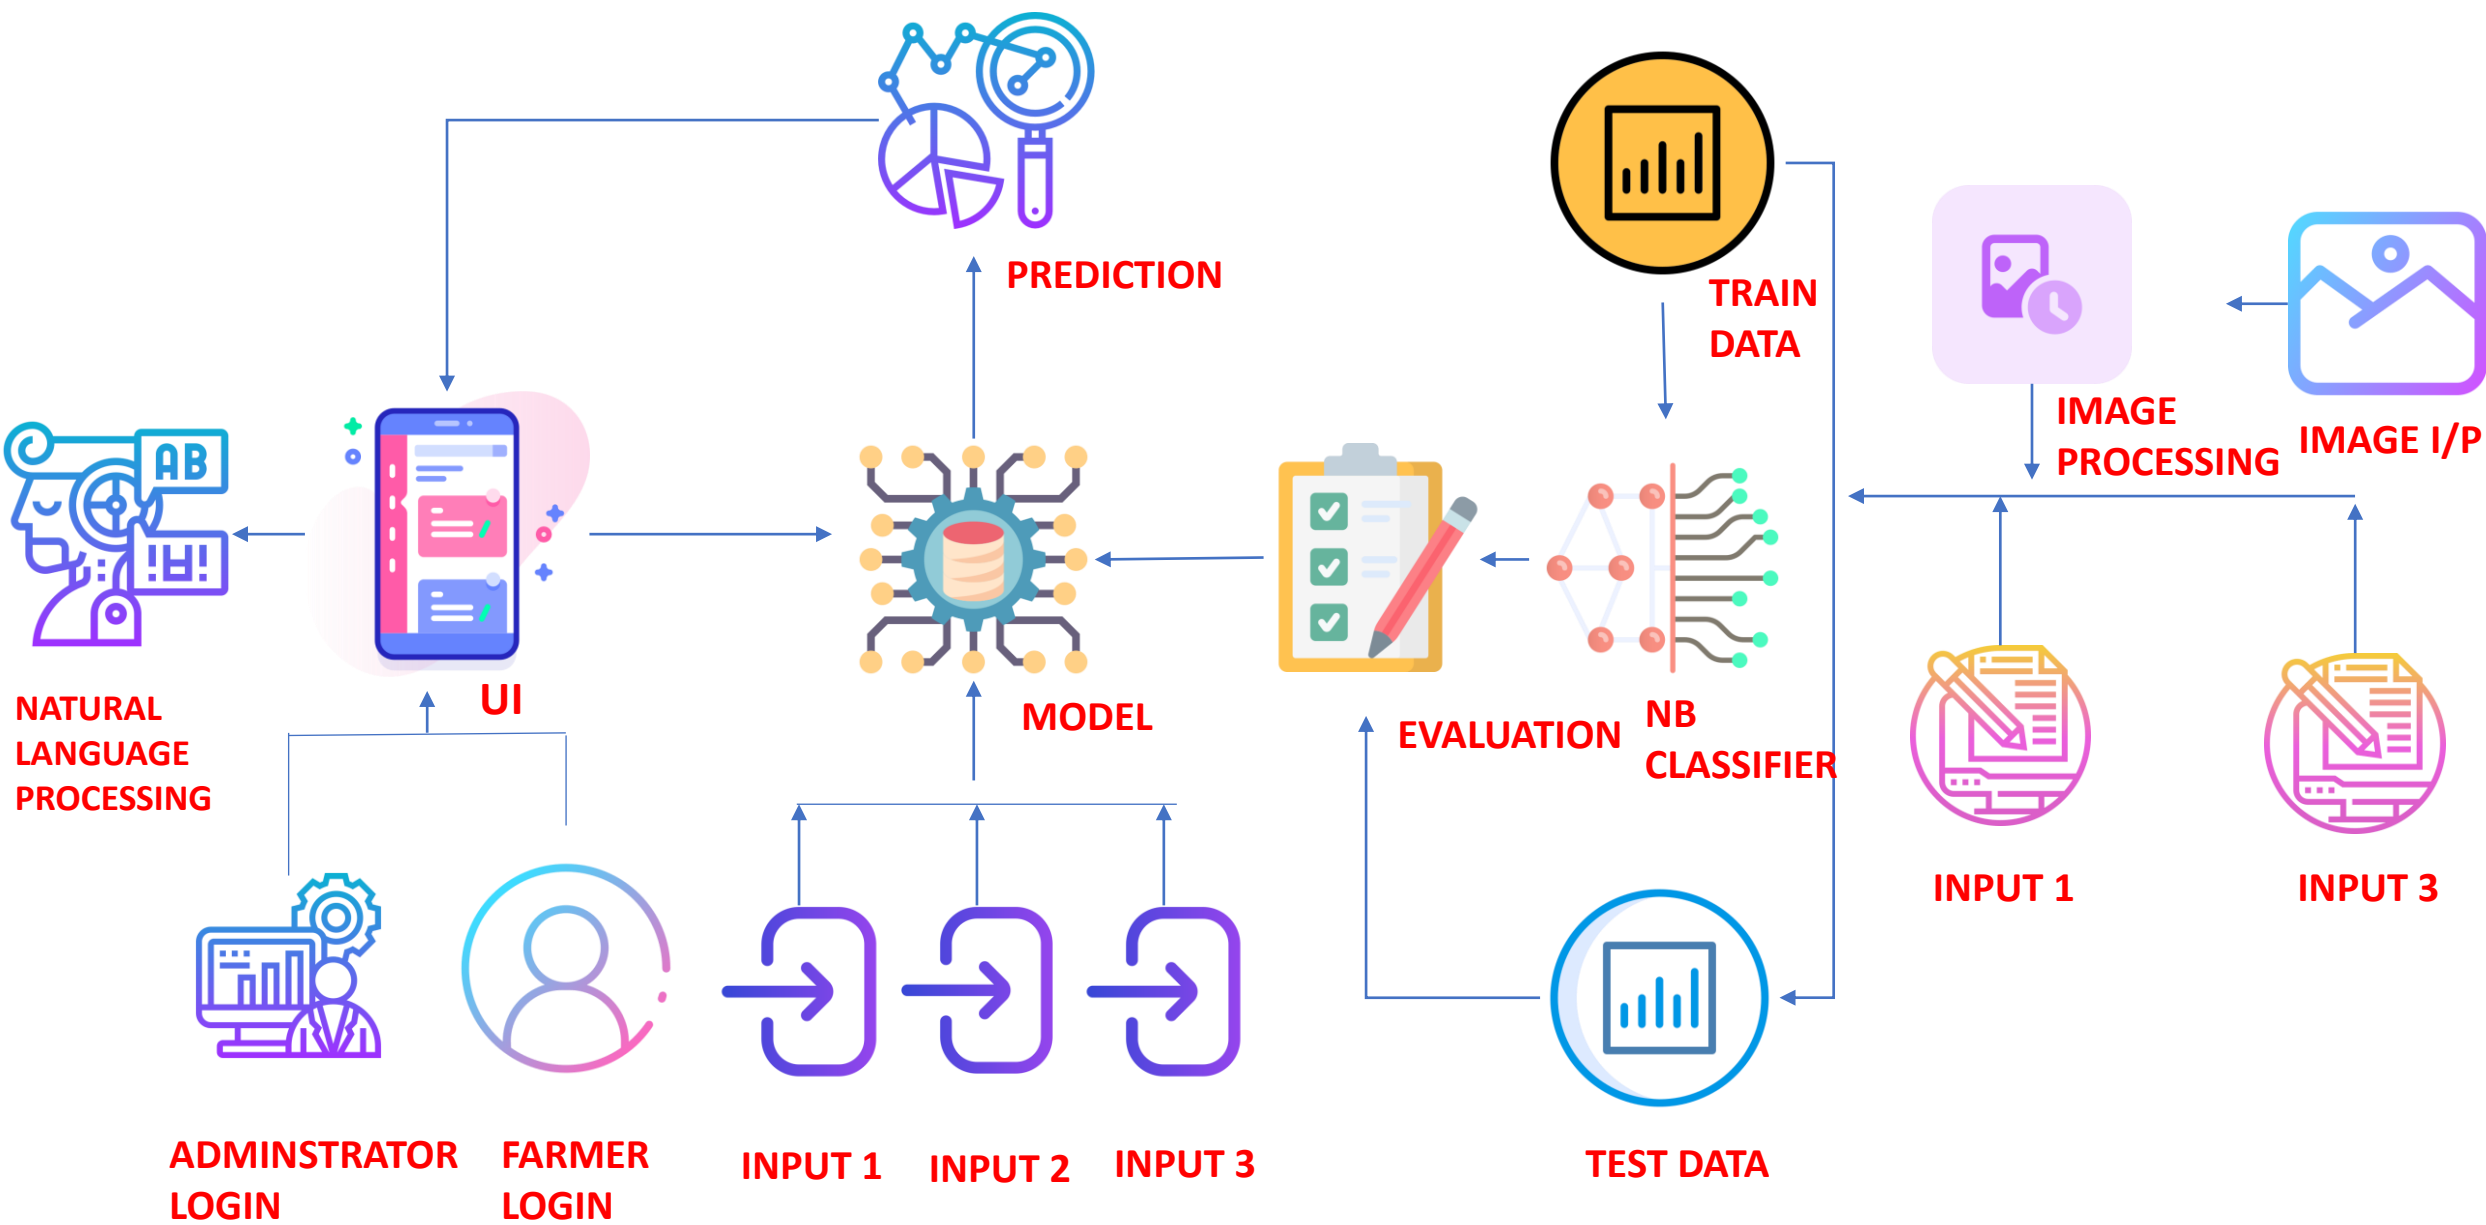 PREDICTION
TRAIN
DATA
IMAGE
PROCESSING
IMAGE I/P
AB
NATURAL
LANGUAGE
PROCESSING
UI
MODEL
EVALUATION
NB
CLASSIFIER
INPUT 1
INPUT 3
ADMINSTRATOR
LOGIN
FARMER
LOGIN
INPUT 1
INPUT 2
INPUT 3
TEST DATA